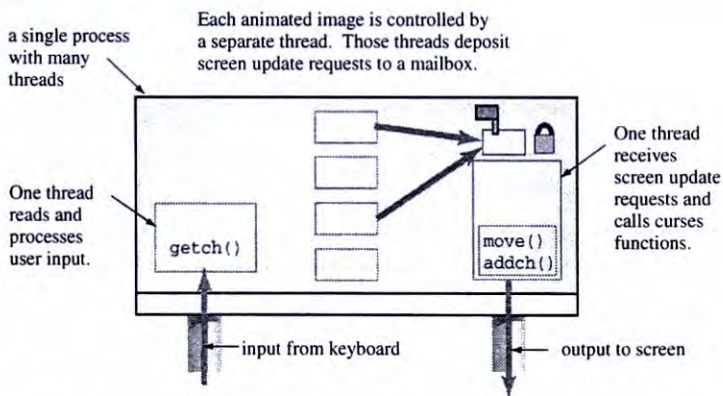 Each animated image is controlled by
a separate thread. Those threads deposit
screen update requests to a mailbox.
a single process
with many
threads
One thread
reads and
processes
user input.
getch()
One thread
receives
screen update
requests and
calls curses
functions.
move()
addch()
input from keyboard
output to screen